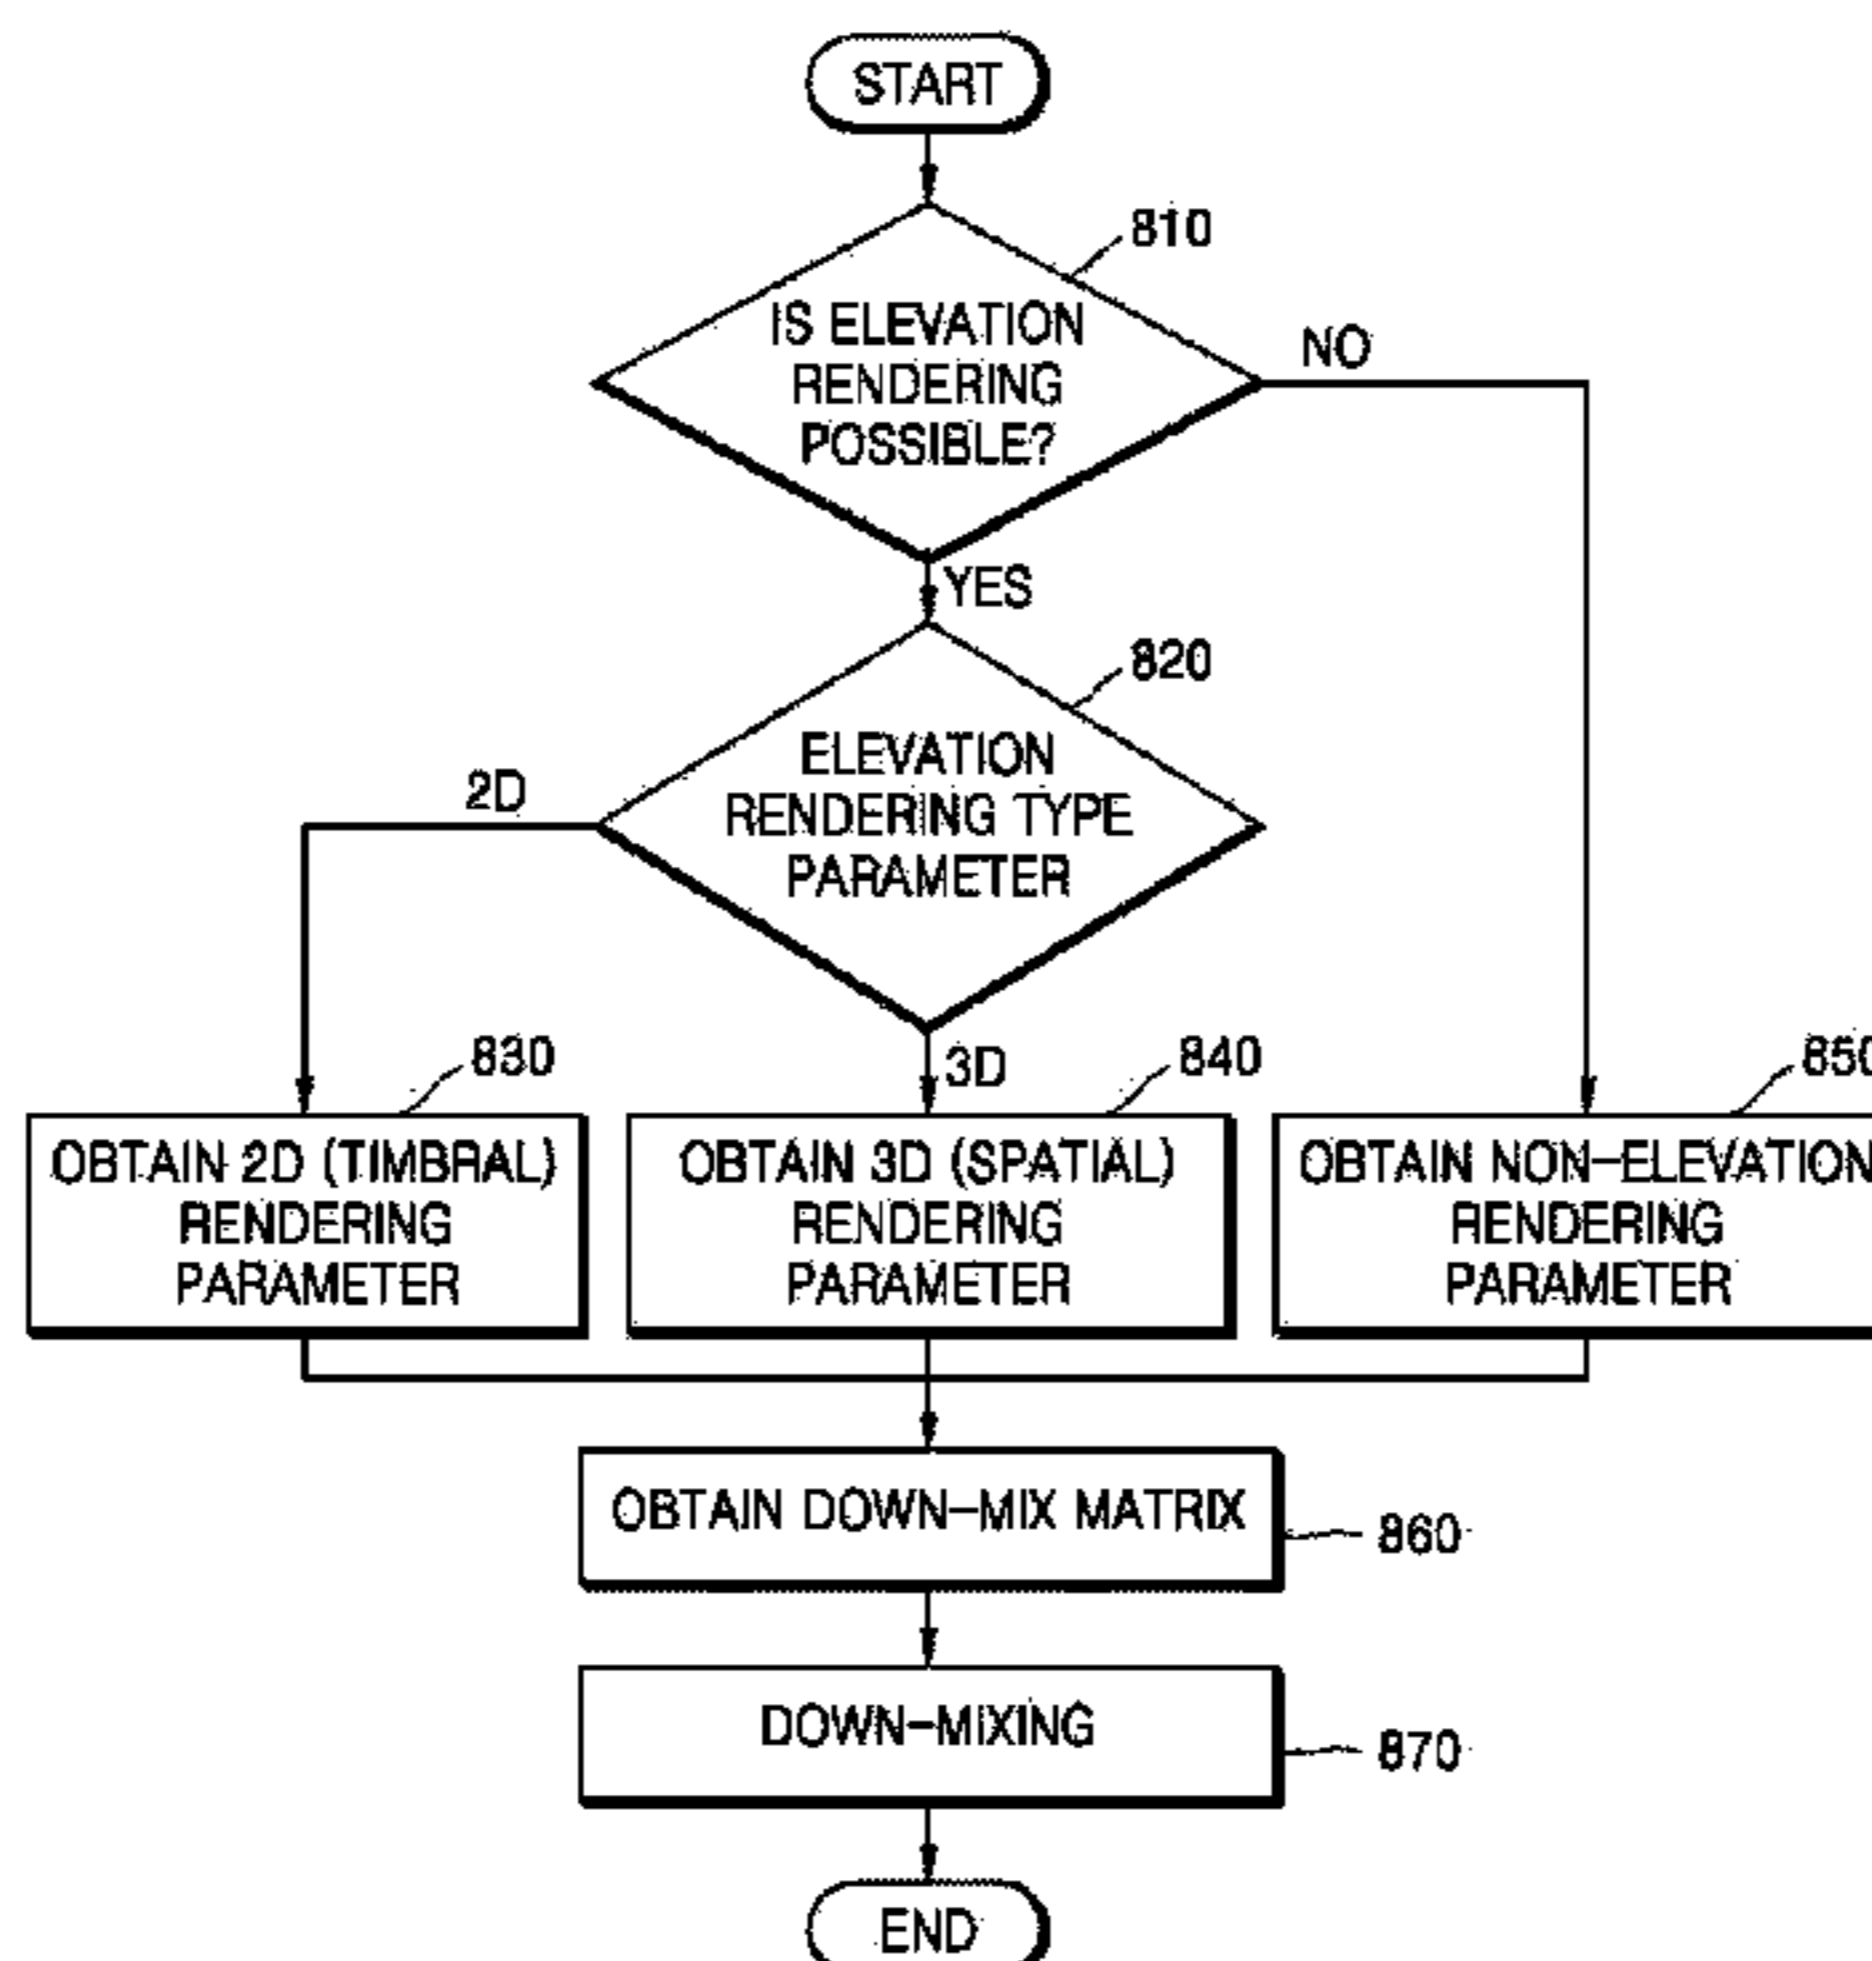 START
810
IS ELEVATION
RENDERING
POSSIBLE?
NO
YES
820
ELEVATION
RENDERING TYPE
PARAMETER
2D
3D
830
840
850
OBTAIN 2D (TIMBRAL)
RENDERING
PARAMETER
OBTAIN 3D (SPATIAL)
RENDERING
PARAMETER
OBTAIN NON-ELEVATION
RENDERING
PARAMETER
OBTAIN DOWN-MIX MATRIX
860
DOWN-MIXING
870
END